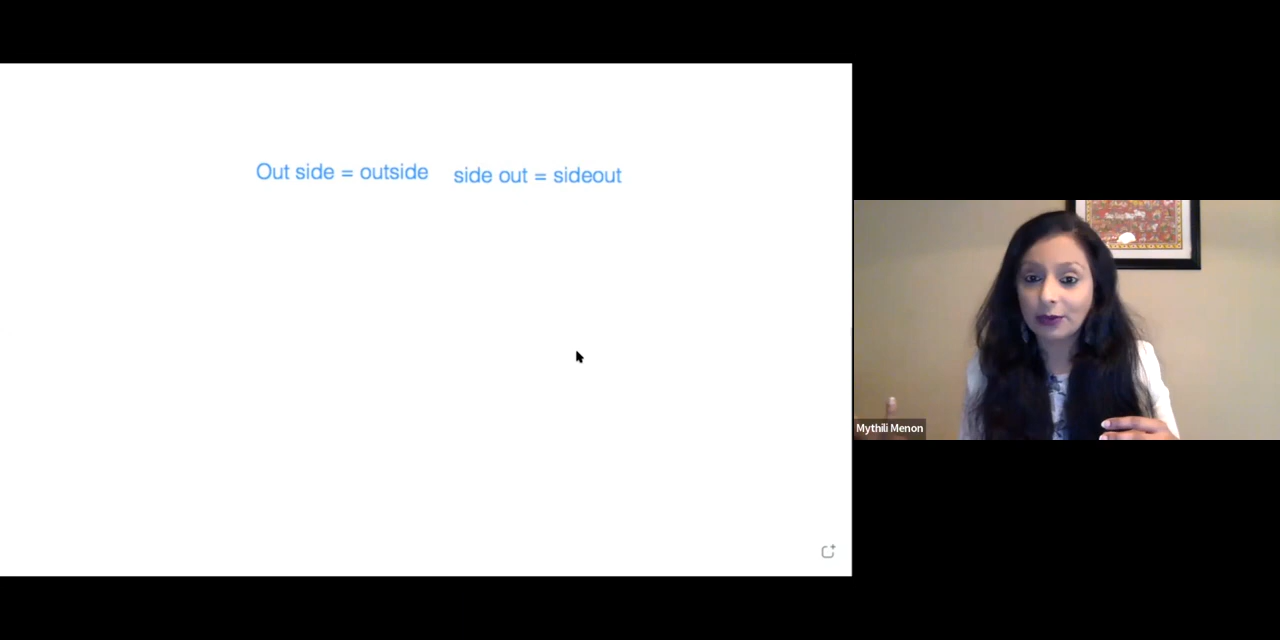 Out side = outside
side out = sideout
Mythili Menon